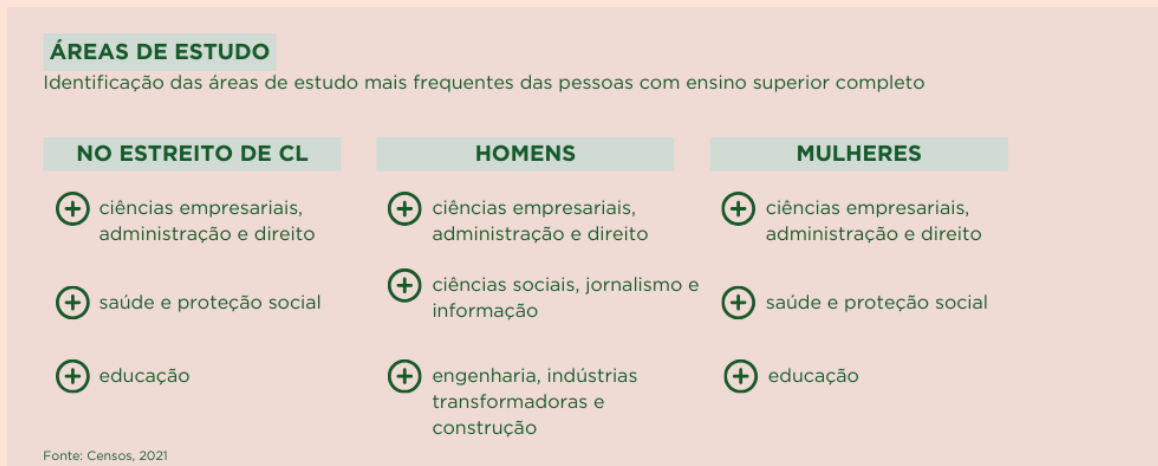 ÁREAS DE ESTUDO
Identificação das áreas de estudo mais frequentes das pessoas com ensino superior completo
NO ESTREITO DE CL
ciências empresariais,
administração e direito
saúde e proteção social
educação
HOMENS
ciências empresariais,
administração e direito
ciências sociais, jornalismo e
informação
engenharia, indústrias
transformadoras e
construção
MULHERES
ciências empresariais,
administração e direito
saúde e proteção social
educação
Fonte: Censos, 2021